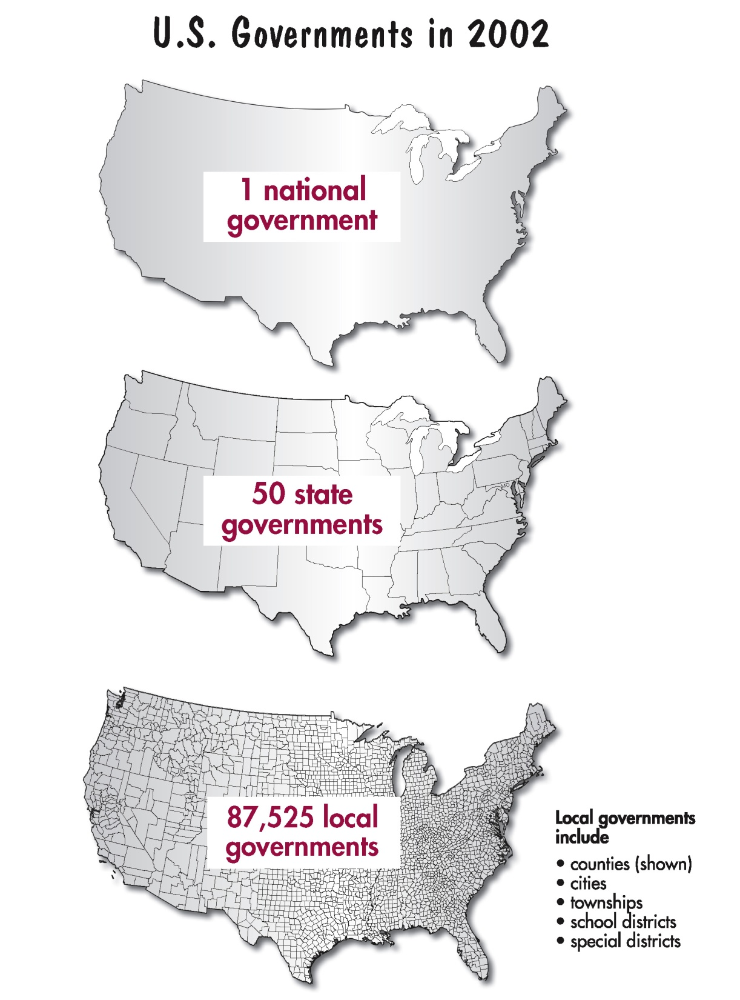 U.S. Governments in 2002
1 national
government
MD
50 state
governments
87,525 local
governments
Local governments
include
• counties (shown)
• cities
• townships
• school districts
• special districts